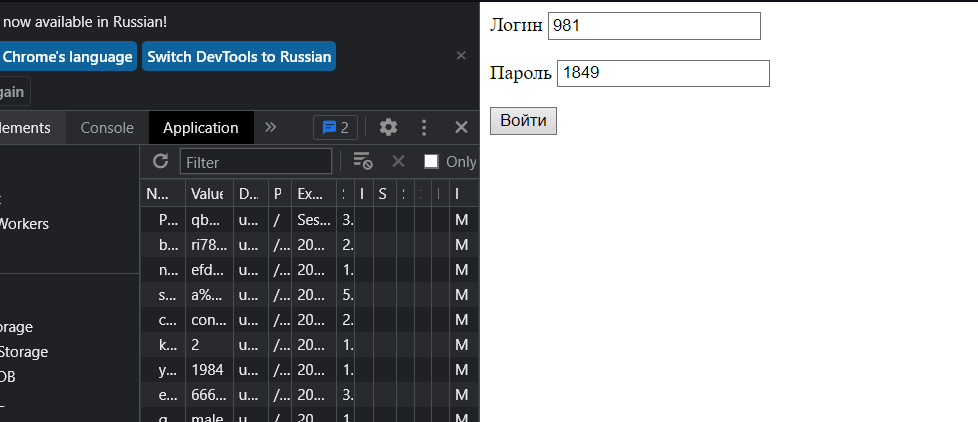 now available in Russian!
Chrome's language Switch DevTools to Russian
gain
lements Console Application 2
Filter Only
N... Value D... P Ex... S
P... qb... u... / Ses... 3. M
b... ri78... u... /... 20... 2. M
n... efd... u... /... 20... 1. M
s... a%... u... /... 20... 5. M
c... con... u... /... 20... 2. M
k... 2 u... /... 20... 1. M
y... 1984 u... /... 20... 1. M
e... 666... u... /... 20... 3. M
g... male u... /... 20... 1. M
t
Workers
orage
Storage
DB
Логин 981
Пароль 1849
Войти